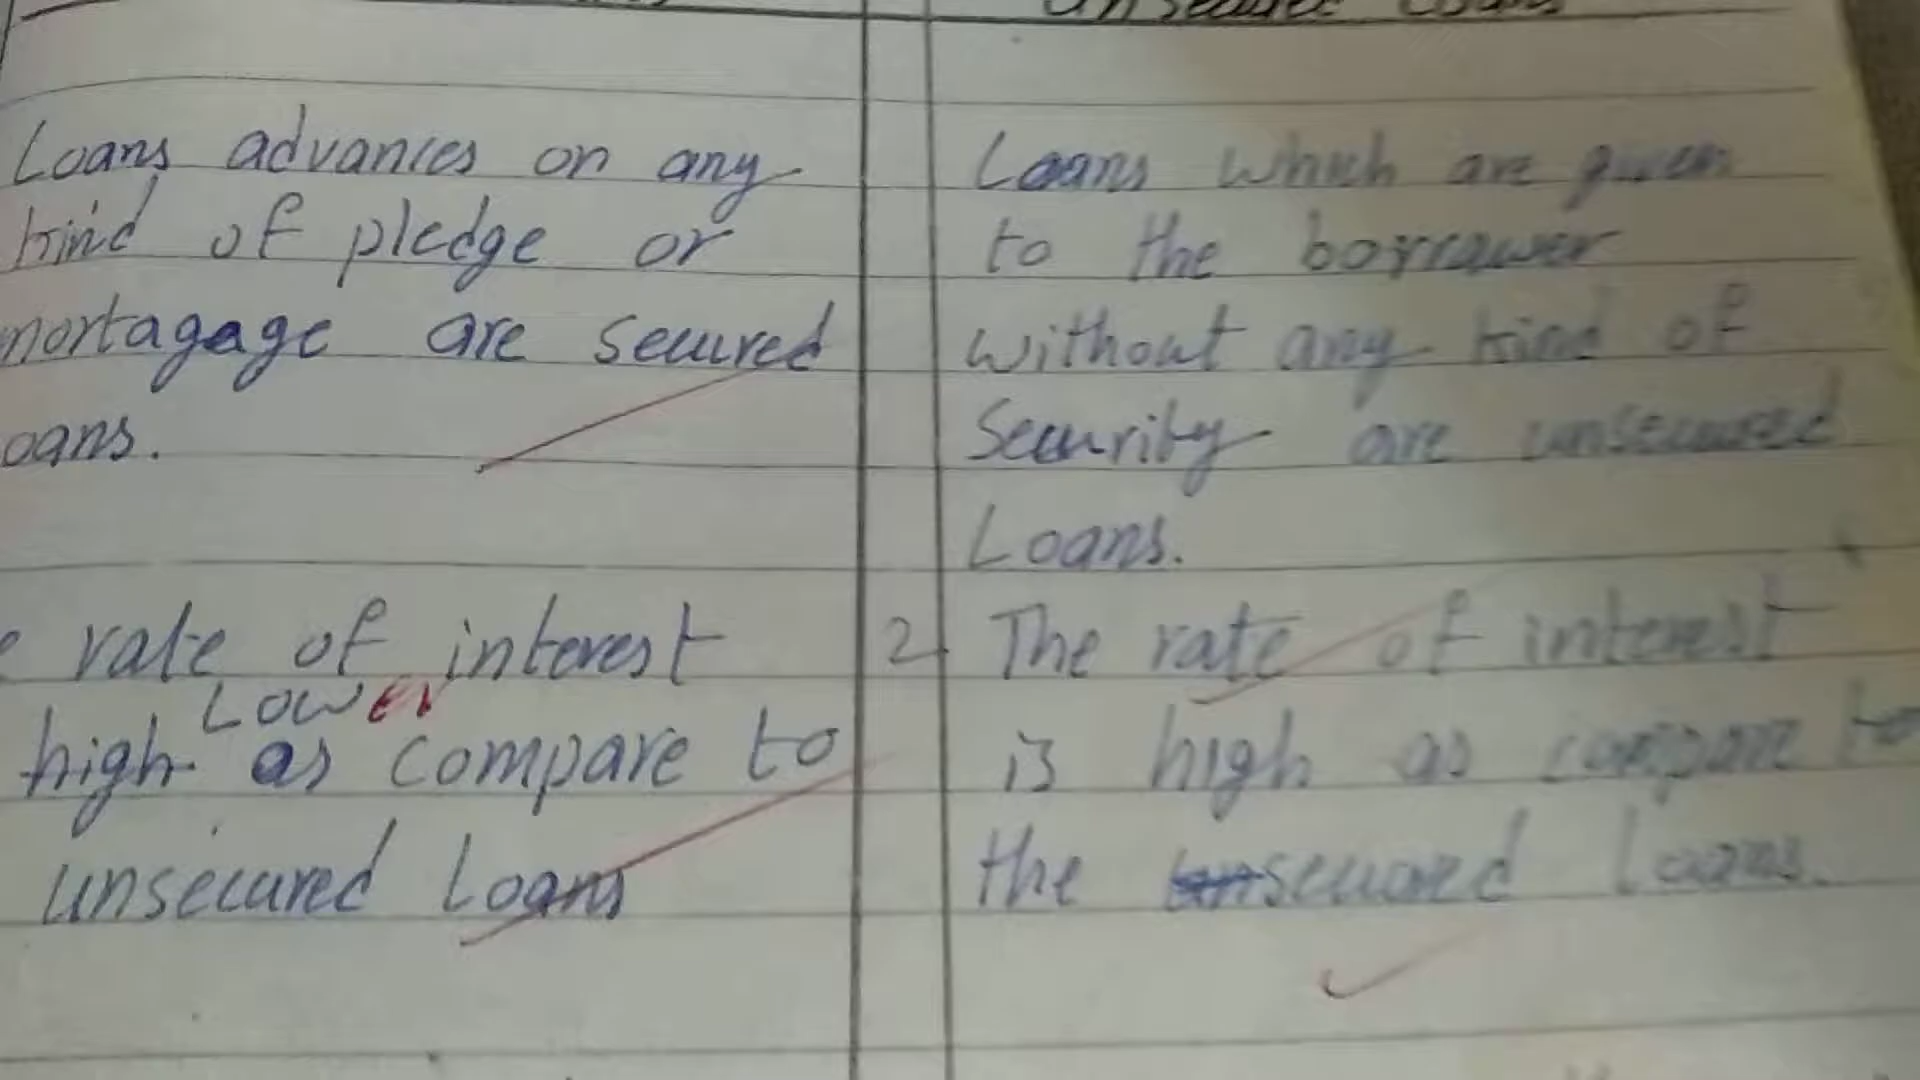 unsecured Loans
Loans advances on any
kind of pledge or
mortagage are secured
oans.
e rate of interest
Lower
high as compare to
unsecured Loans
Loans which are given
to the borrower
without any kind of
Security are unsecured
Loans.
2 The rate of interest
is high as compare to
the unsecured Loans.